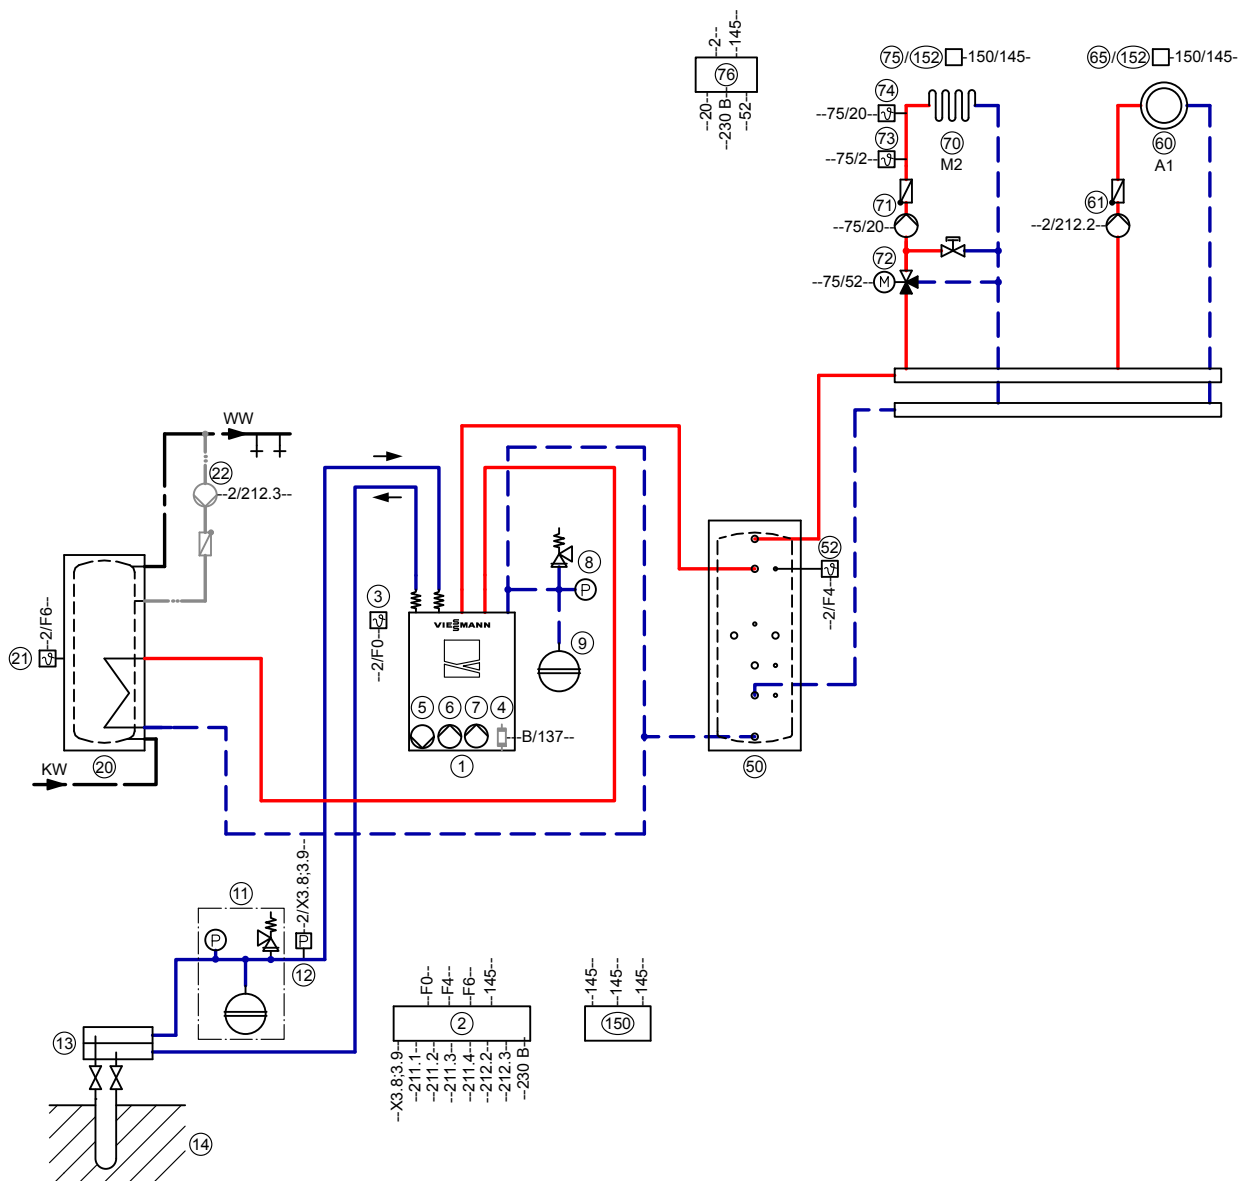 --2--
--145--
76
--20--
--230 B--
--52--
75/152 -150/145-
65/152 -150/145-
74
--75/20--
73
--75/2--
70
M2
60
A1
71
--75/20--
61
--2/212.2--
72
--75/52--
M
WW
22
--2/212.3--
52
--2/F4--
3
--2/F0--
8
P
VIESSMANN
9
21
--2/F6--
5
6
7
4
---B/137--
1
20
50
KW
11
--2/X3.8;3.9--
P
P
12
--F0--
--F4--
--F6--
--145--
--145--
--145--
--145--
2
150
13
--X3.8;3.9--
--211.1--
--211.2--
--211.3--
--211.4--
--212.2--
--212.3--
--230 B--
14